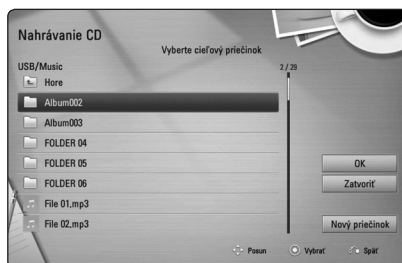 Nahrávanie CD
Vyberte cieľový priečinok
USB/Music
2 / 29
Hore
Album002
Album003
FOLDER 04
FOLDER 05
FOLDER 06
File 01.mp3
File 02.mp3
OK
Zatvoriť
Nový priečinok
Posun Vybrať Späť